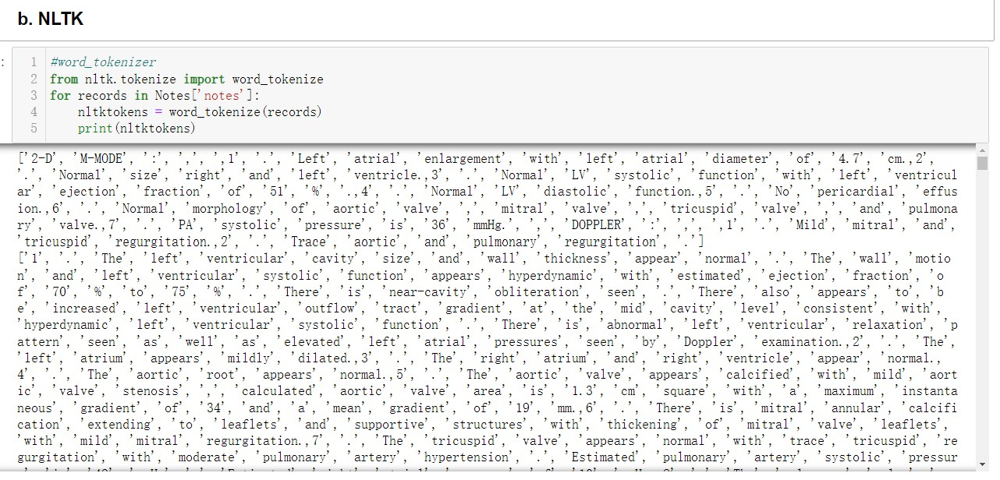 b. NLTK
:
1 #word_tokenizer
2 from nltk.tokenize import word_tokenize
3 for records in Notes['notes']:
4 nltktokens = word_tokenize(records)
5 print(nltktokens)
['2-D', 'M-MODE', ':', ',', ',1', '.', 'Left', 'atrial', 'enlargement', 'with', 'left', 'atrial', 'diameter', 'of', '4.7', 'cm.,2',
'.', 'Normal', 'size', 'right', 'and', 'left', 'ventricle.,3', '.', 'Normal', 'LV', 'systolic', 'function', 'with', 'left', 'ventricul
ar', 'ejection', 'fraction', 'of', '51', '%', '.,4', '.', 'Normal', 'LV', 'diastolic', 'function.,5', '.', 'No', 'pericardial', 'effus
ion.,6', '.', 'Normal', 'morphology', 'of', 'aortic', 'valve', ',', 'mitral', 'valve', ',', 'tricuspid', 'valve', ',', 'and', 'pulmona
ry', 'valve.,7', '.', 'PA', 'systolic', 'pressure', 'is', '36', 'mmHg.', ',', 'DOPPLER', ':', ',', ',1', '.', 'Mild', 'mitral', 'and',
'tricuspid', 'regurgitation.,2', '.', 'Trace', 'aortic', 'and', 'pulmonary', 'regurgitation', '.']
['1', '.', 'The', 'left', 'ventricular', 'cavity', 'size', 'and', 'wall', 'thickness', 'appear', 'normal', '.', 'The', 'wall', 'motio
n', 'and', 'left', 'ventricular', 'systolic', 'function', 'appears', 'hyperdynamic', 'with', 'estimated', 'ejection', 'fraction', 'o
f', '70', '%', 'to', '75', '%', '.', 'There', 'is', 'near-cavity', 'obliteration', 'seen', '.', 'There', 'also', 'appears', 'to', 'b
e', 'increased', 'left', 'ventricular', 'outflow', 'tract', 'gradient', 'at', 'the', 'mid', 'cavity', 'level', 'consistent', 'with',
'hyperdynamic', 'left', 'ventricular', 'systolic', 'function', '.', 'There', 'is', 'abnormal', 'left', 'ventricular', 'relaxation', 'p
attern', 'seen', 'as', 'well', 'as', 'elevated', 'left', 'atrial', 'pressures', 'seen', 'by', 'Doppler', 'examination.,2', '.', 'The',
'left', 'atrium', 'appears', 'mildly', 'dilated.,3', '.', 'The', 'right', 'atrium', 'and', 'right', 'ventricle', 'appear', 'normal.,
4', '.', 'The', 'aortic', 'root', 'appears', 'normal.,5', '.', 'The', 'aortic', 'valve', 'appears', 'calcified', 'with', 'mild', 'aort
ic', 'valve', 'stenosis', ',', 'calculated', 'aortic', 'valve', 'area', 'is', '1.3', 'cm', 'square', 'with', 'a', 'maximum', 'instanta
neous', 'gradient', 'of', '34', 'and', 'a', 'mean', 'gradient', 'of', '19', 'mm.,6', '.', 'There', 'is', 'mitral', 'annular', 'calcifi
cation', 'extending', 'to', 'leaflets', 'and', 'supportive', 'structures', 'with', 'thickening', 'of', 'mitral', 'valve', 'leaflets',
'with', 'mild', 'mitral', 'regurgitation.,7', '.', 'The', 'tricuspid', 'valve', 'appears', 'normal', 'with', 'trace', 'tricuspid', 're
gurgitation', 'with', 'moderate', 'pulmonary', 'artery', 'hypertension', '.', 'Estimated', 'pulmonary', 'artery', 'systolic', 'pressur